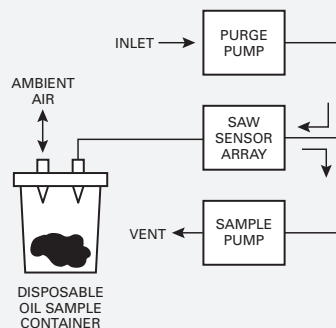 PURGE
PUMP
INLET
AMBIENT
AIR
SAW
SENSOR
ARRAY
SAMPLE
PUMP
VENT
DISPOSABLE
OIL SAMPLE
CONTAINER